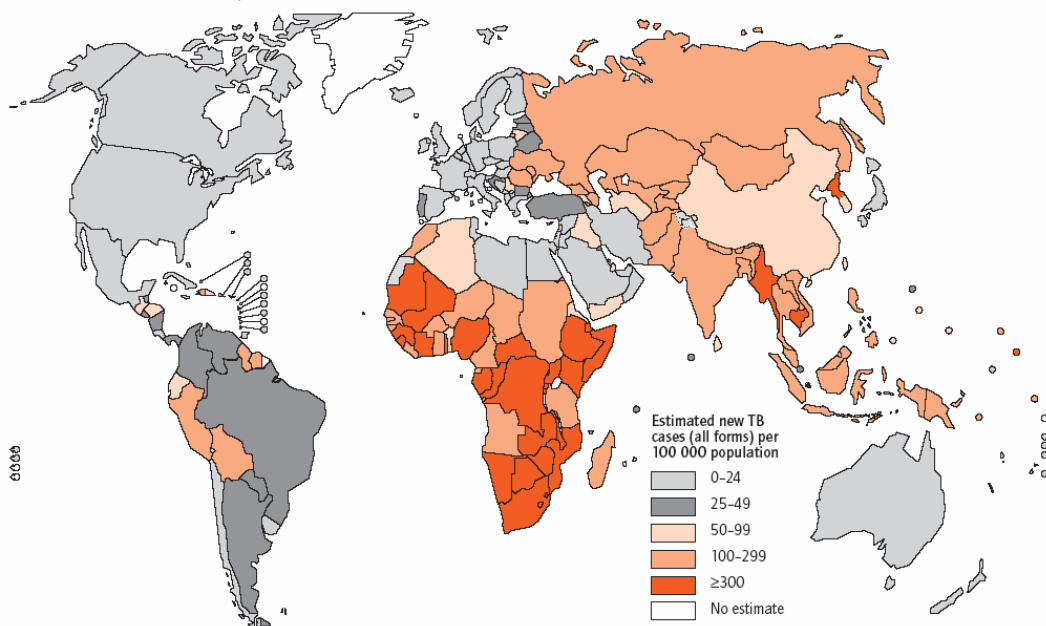 Estimated new TB
cases (all forms) per
100 000 population
0–24
25–49
50–99
100–299
≥300
No estimate